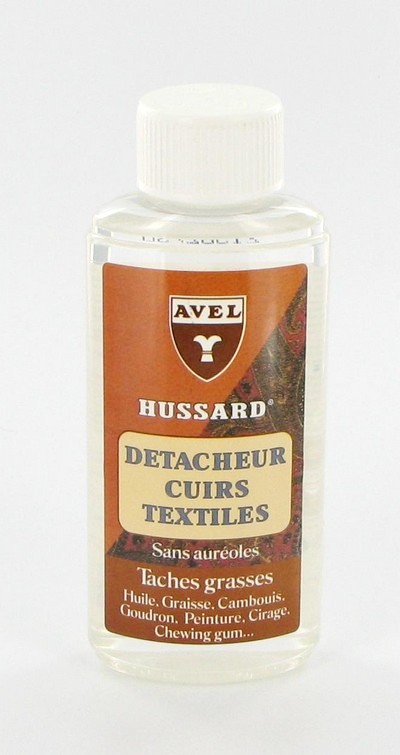 AVEL
HUSSARD®
DETACHEUR
CUIRS
TEXTILES
Sans auréoles
Taches grasses
Huile, Graisse, Cambouis,
Goudron, Peinture, Cirage,
Chewing gum...